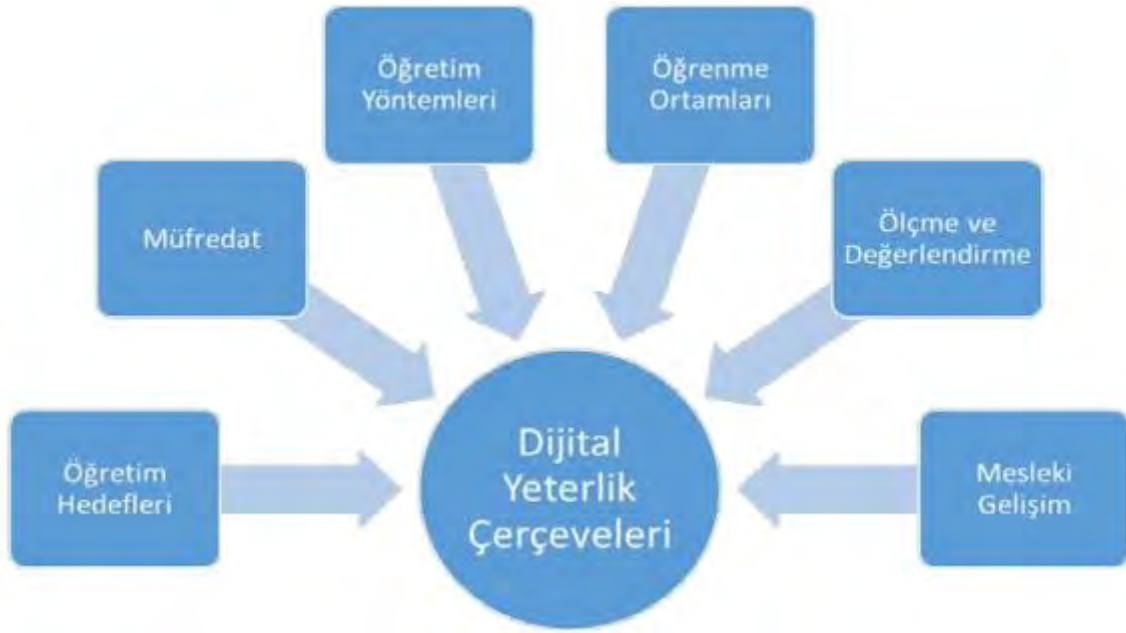 Öğretim
Yöntemleri
Öğrenme
Ortamları
Müfredat
Ölçme ve
Değerlendirme
Öğretim
Hedefleri
Dijital
Yeterlik
Çerçeveleri
Mesleki
Gelişim